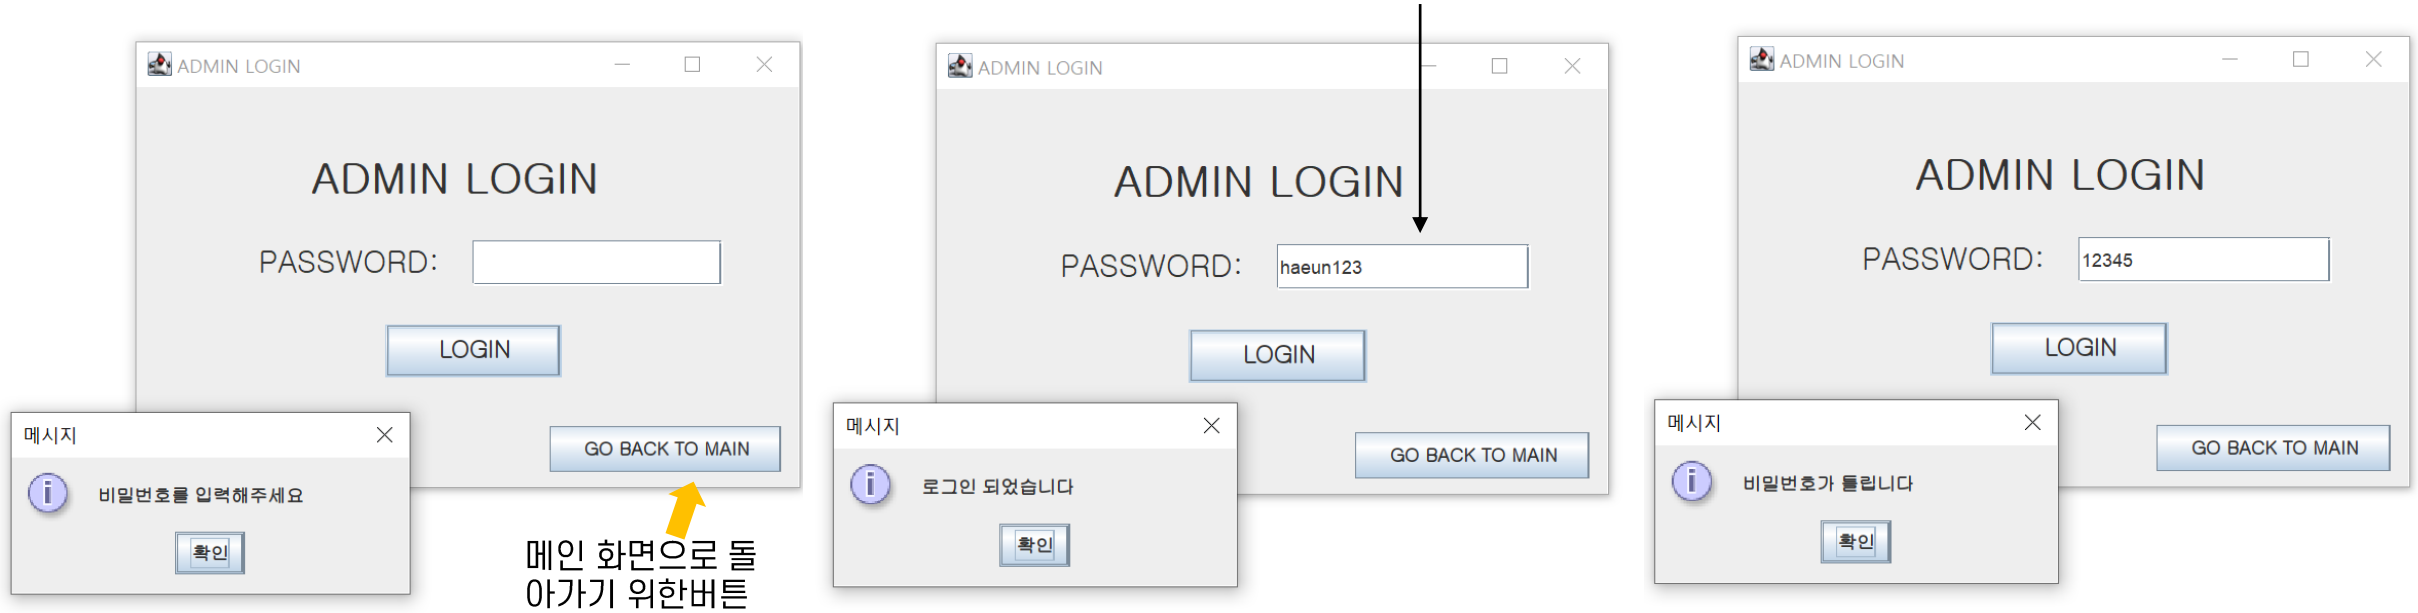 ADMIN LOGIN
ADMIN LOGIN
PASSWORD:
LOGIN
GO BACK TO MAIN
메시지
비밀번호를 입력해주세요
확인
메인 화면으로 돌
아가기 위한버튼
ADMIN LOGIN
ADMIN LOGIN
PASSWORD: haeun123
LOGIN
GO BACK TO MAIN
메시지
로그인 되었습니다
확인
ADMIN LOGIN
ADMIN LOGIN
PASSWORD: 12345
LOGIN
GO BACK TO MAIN
메시지
비밀번호가 틀립니다
확인